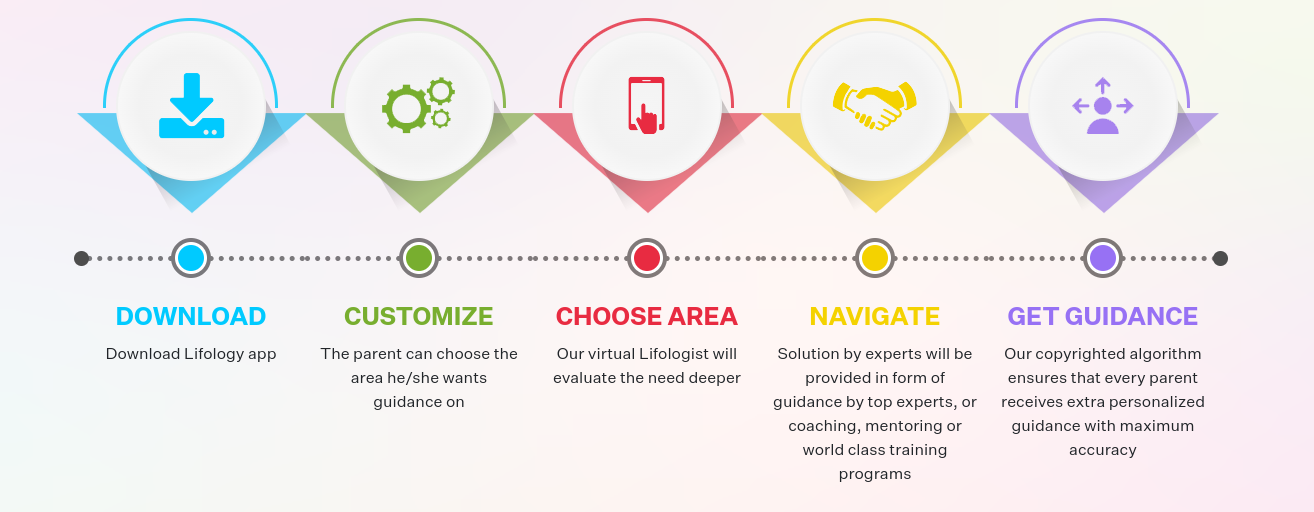 DOWNLOAD
Download Lifology app
CUSTOMIZE
The parent can choose the
area he/she wants
guidance on
CHOOSE AREA
Our virtual Lifologist will
evaluate the need deeper
NAVIGATE
Solution by experts will be
provided in form of
guidance by top experts, or
coaching, mentoring or
world class training
programs
GET GUIDANCE
Our copyrighted algorithm
ensures that every parent
receives extra personalized
guidance with maximum
accuracy